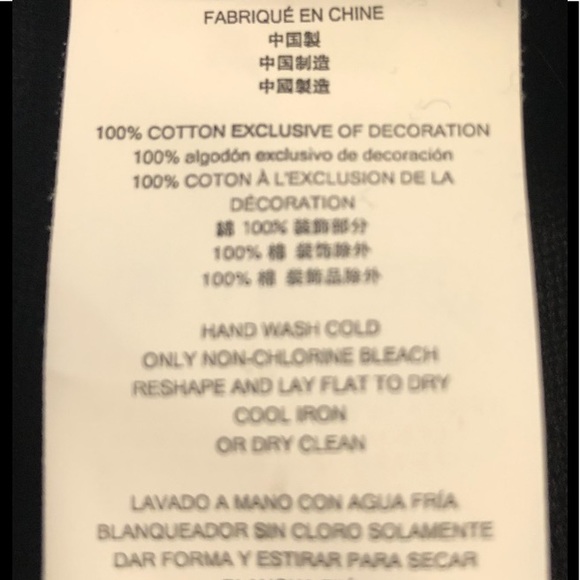 FABRIQUÉ EN CHINE
中国製
中国制造
中國製造
100% COTTON EXCLUSIVE OF DECORATION
100% algodón exclusivo de decoración
100% COTON À L'EXCLUSION DE LA
DÉCORATION
綿 100% 装飾部分
100% 棉 装饰除外
100% 棉 裝飾品除外
HAND WASH COLD
ONLY NON-CHLORINE BLEACH
RESHAPE AND LAY FLAT TO DRY
COOL IRON
OR DRY CLEAN
LAVADO A MANO CON AGUA FRÍA
BLANQUEADOR SIN CLORO SOLAMENTE
DAR FORMA Y ESTIRAR PARA SECAR